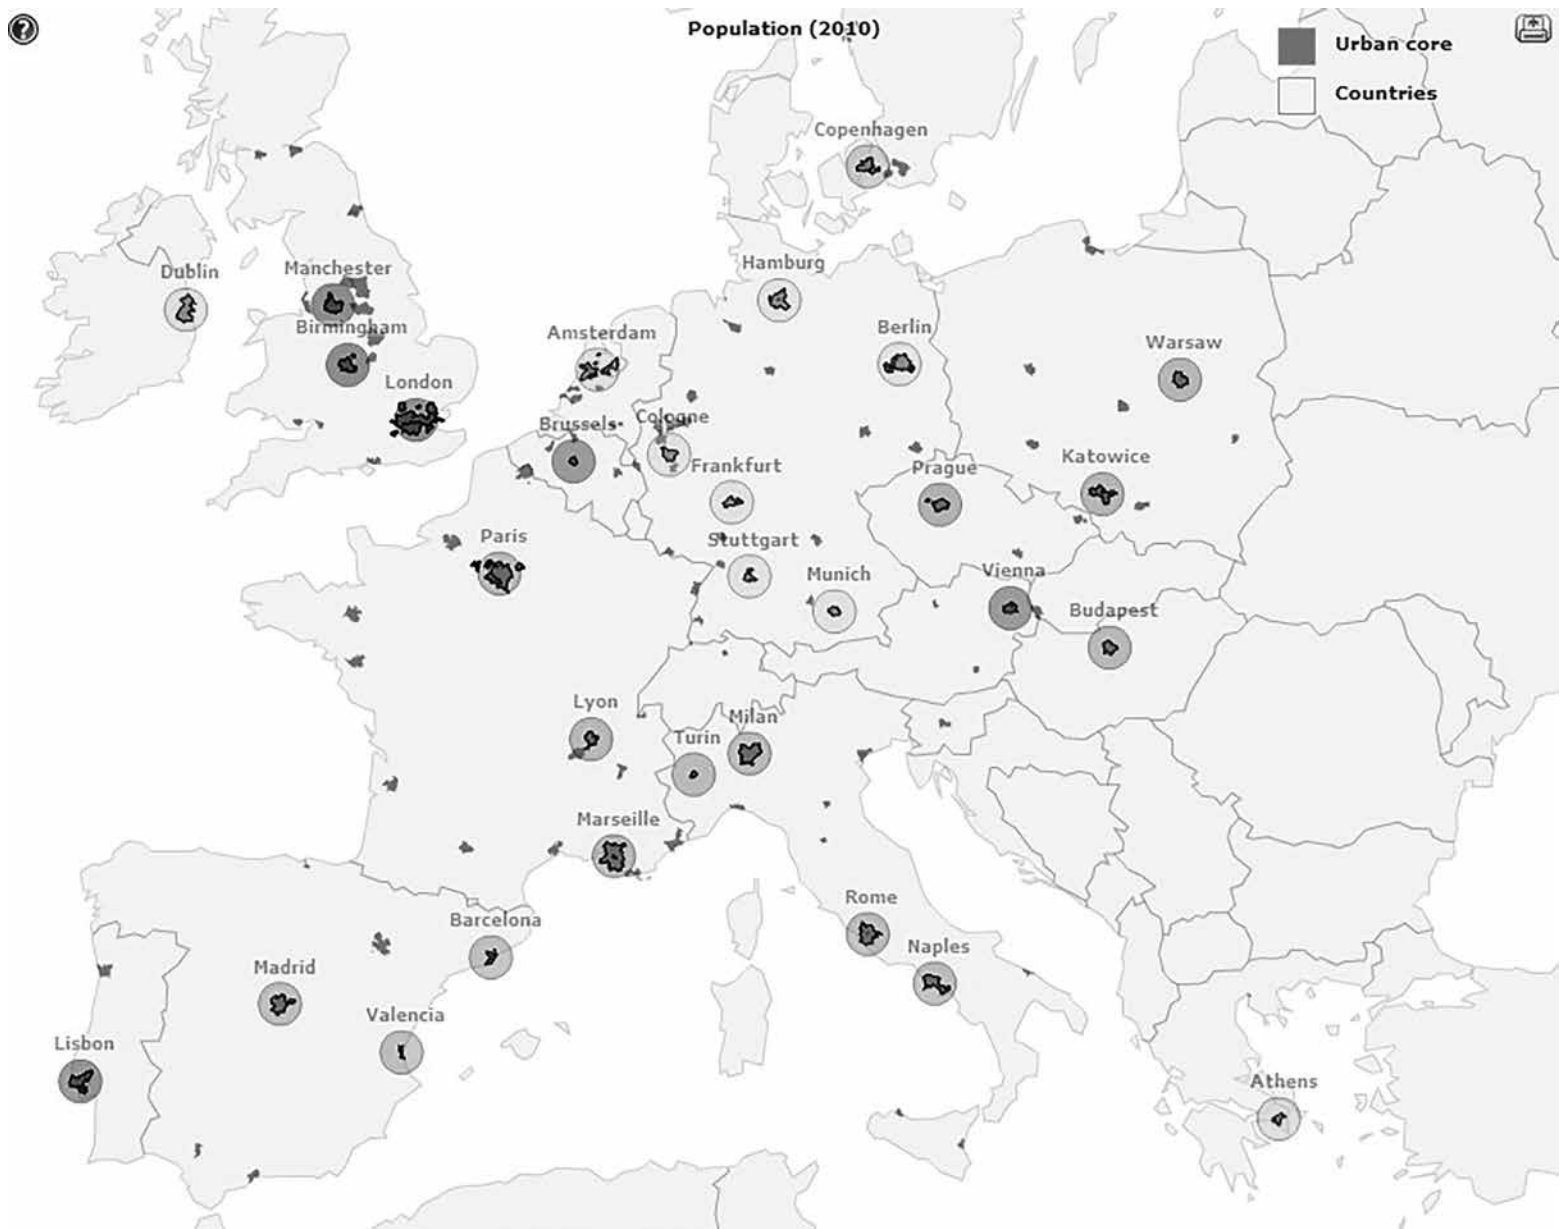 ?
Population (2010)
Urban core
Countries
Copenhagen
Dublin
Manchester
Hamburg
Birmingham
Amsterdam
Berlin
Warsaw
London
Brussels
Cologne
Frankfurt
Prague
Katowice
Paris
Stuttgart
Munich
Vienna
Budapest
Lyon
Milan
Turin
Marseille
Rome
Barcelona
Naples
Madrid
Valencia
Lisbon
Athens